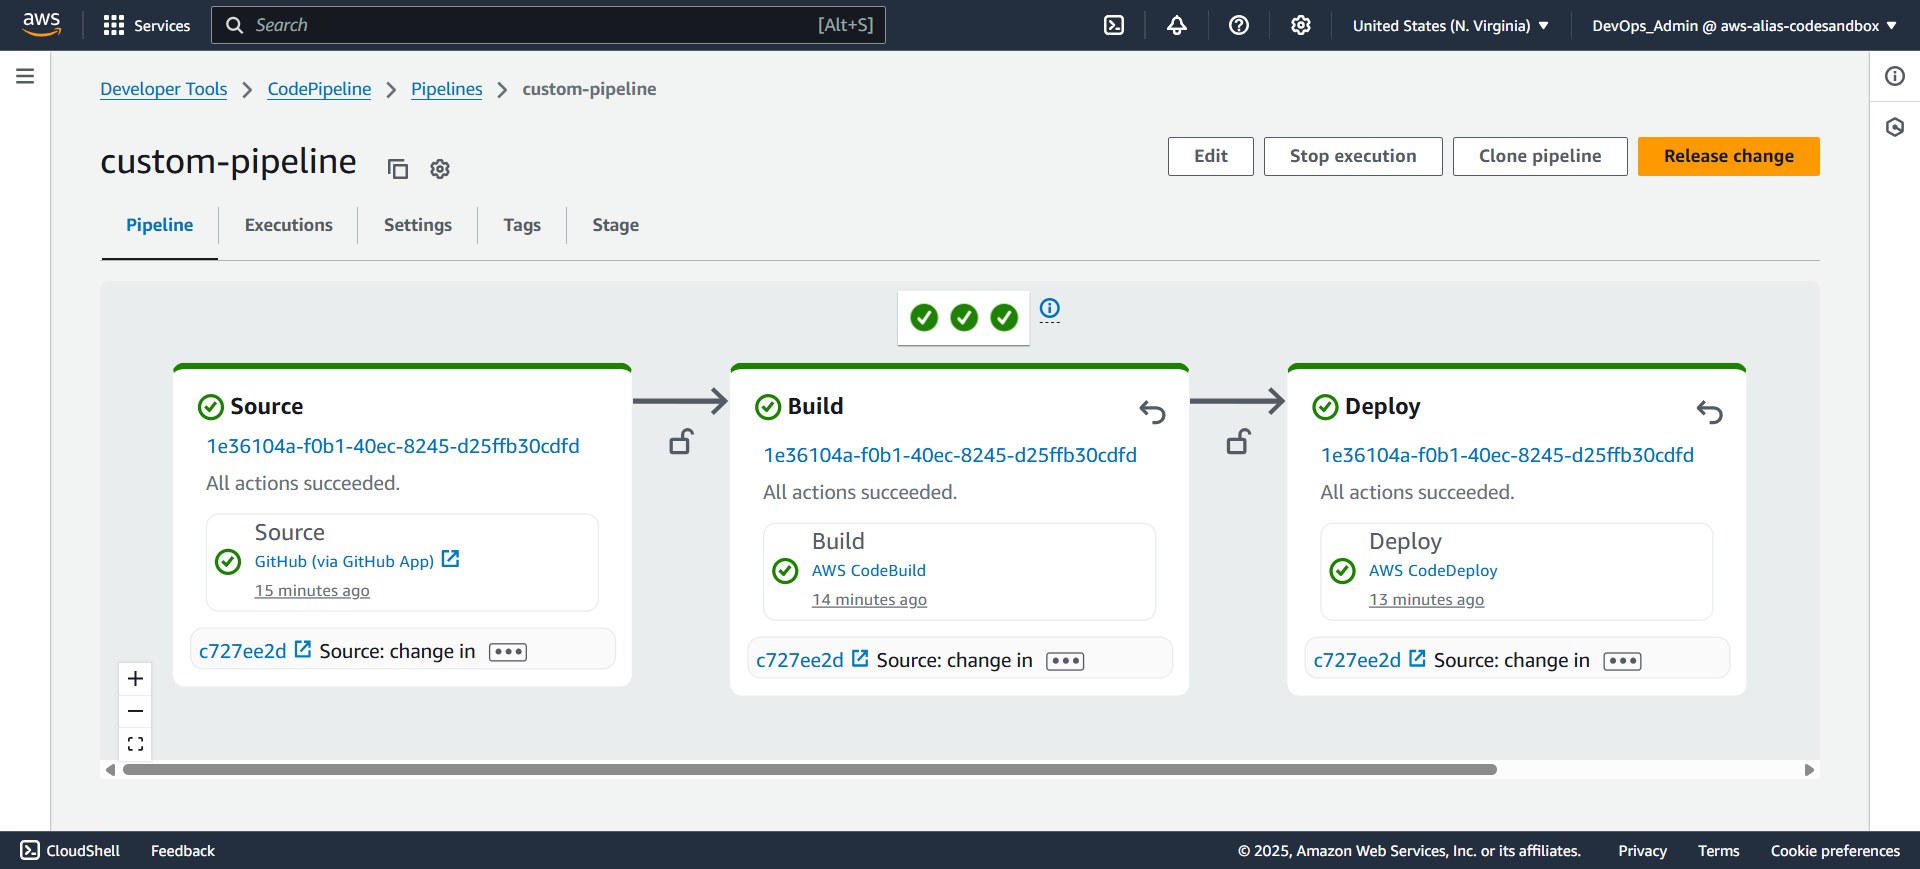 aws
Services
Search
[Alt+S]
United States (N. Virginia)
DevOps_Admin @ aws-alias-codesandbox
Developer Tools
CodePipeline
Pipelines
custom-pipeline
custom-pipeline
Edit
Stop execution
Clone pipeline
Release change
Pipeline
Executions
Settings
Tags
Stage
Source
1e36104a-f0b1-40ec-8245-d25ffb30cdfd
All actions succeeded.
Source
GitHub (via GitHub App)
15 minutes ago
c727ee2d Source: change in
Build
1e36104a-f0b1-40ec-8245-d25ffb30cdfd
All actions succeeded.
Build
AWS CodeBuild
14 minutes ago
c727ee2d Source: change in
Deploy
1e36104a-f0b1-40ec-8245-d25ffb30cdfd
All actions succeeded.
Deploy
AWS CodeDeploy
13 minutes ago
c727ee2d Source: change in
CloudShell
Feedback
© 2025, Amazon Web Services, Inc. or its affiliates.
Privacy
Terms
Cookie preferences